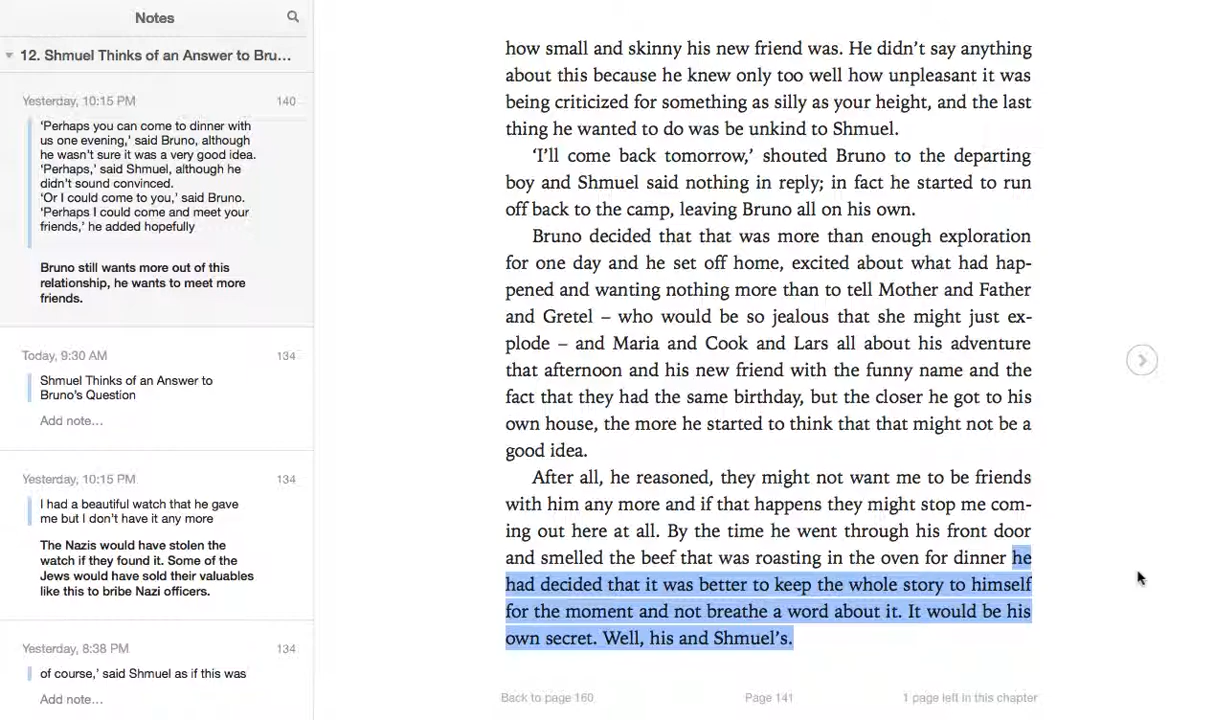 Notes
12. Shmuel Thinks of an Answer to Bru...
Yesterday, 10:15 PM 140
‘Perhaps you can come to dinner with
us one evening,’ said Bruno, although
he wasn’t sure it was a very good idea.
‘Perhaps,’ said Shmuel, although he
didn’t sound convinced.
‘Or I could come to you,’ said Bruno.
‘Perhaps I could come and meet your
friends,’ he added hopefully
Bruno still wants more out of this
relationship, he wants to meet more
friends.
Today, 9:30 AM 134
Shmuel Thinks of an Answer to
Bruno’s Question
Add note...
Yesterday, 10:15 PM 134
I had a beautiful watch that he gave
me but I don’t have it any more
The Nazis would have stolen the
watch if they found it. Some of the
Jews would have sold their valuables
like this to bribe Nazi officers.
Yesterday, 8:38 PM 134
of course,’ said Shmuel as if this was
Add note...
how small and skinny his new friend was. He didn’t say anything
about this because he knew only too well how unpleasant it was
being criticized for something as silly as your height, and the last
thing he wanted to do was be unkind to Shmuel.
‘I’ll come back tomorrow,’ shouted Bruno to the departing
boy and Shmuel said nothing in reply; in fact he started to run
off back to the camp, leaving Bruno all on his own.
Bruno decided that that was more than enough exploration
for one day and he set off home, excited about what had hap-
pened and wanting nothing more than to tell Mother and Father
and Gretel – who would be so jealous that she might just ex-
plode – and Maria and Cook and Lars all about his adventure
that afternoon and his new friend with the funny name and the
fact that they had the same birthday, but the closer he got to his
own house, the more he started to think that that might not be a
good idea.
After all, he reasoned, they might not want me to be friends
with him any more and if that happens they might stop me com-
ing out here at all. By the time he went through his front door
and smelled the beef that was roasting in the oven for dinner he
had decided that it was better to keep the whole story to himself
for the moment and not breathe a word about it. It would be his
own secret. Well, his and Shmuel’s.
Back to page 160 Page 141 1 page left in this chapter